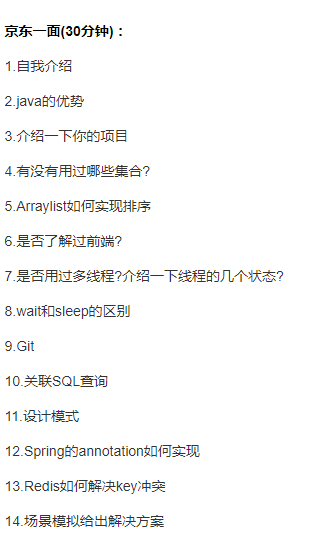 京东一面(30分钟)：
1.自我介绍
2.java的优势
3.介绍一下你的项目
4.有没有用过哪些集合?
5.Arraylist如何实现排序
6.是否了解过前端?
7.是否用过多线程?介绍一下线程的几个状态?
8.wait和sleep的区别
9.Git
10.关联SQL查询
11.设计模式
12.Spring的annotation如何实现
13.Redis如何解决key冲突
14.场景模拟给出解决方案